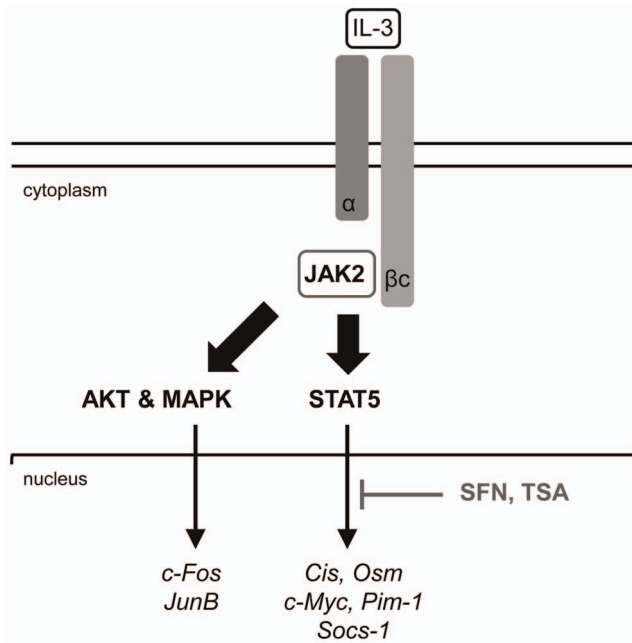 IL-3
cytoplasm
α
JAK2
βc
AKT & MAPK
STAT5
nucleus
SFN, TSA
c-Fos
JunB
Cis, Osm
c-Myc, Pim-1
Socs-1